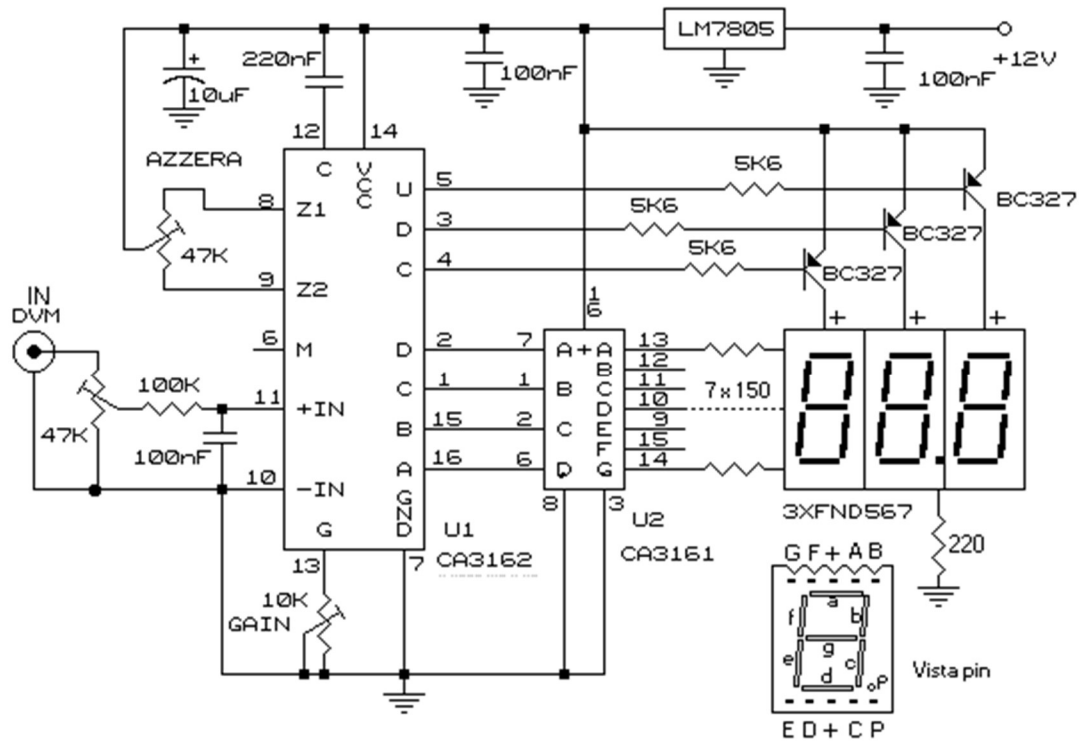 LM7805
+12V
220nF
+
10uF
100nF
100nF
12
14
AZZERA
C
VCC
5K6
8
Z1
U
5
BC327
5K6
D
3
BC327
47K
5K6
C
4
BC327
9
Z2
IN
DVM
16
+
+
+
6
M
D
2
7
A
+
A
13
B
12
100K
C
1
1
B
C
11
7 x 150
D
10
11
+IN
B
15
2
C
E
9
47K
F
15
100nF
A
16
6
D
G
14
10
-IN
GND
8
3
3XFND567
G
U1
U2
220
13
7
CA3162
CA3161
G F + A B
10K
GAIN
a
f
b
g
e
c
d
P
Vista pin
E D + C P